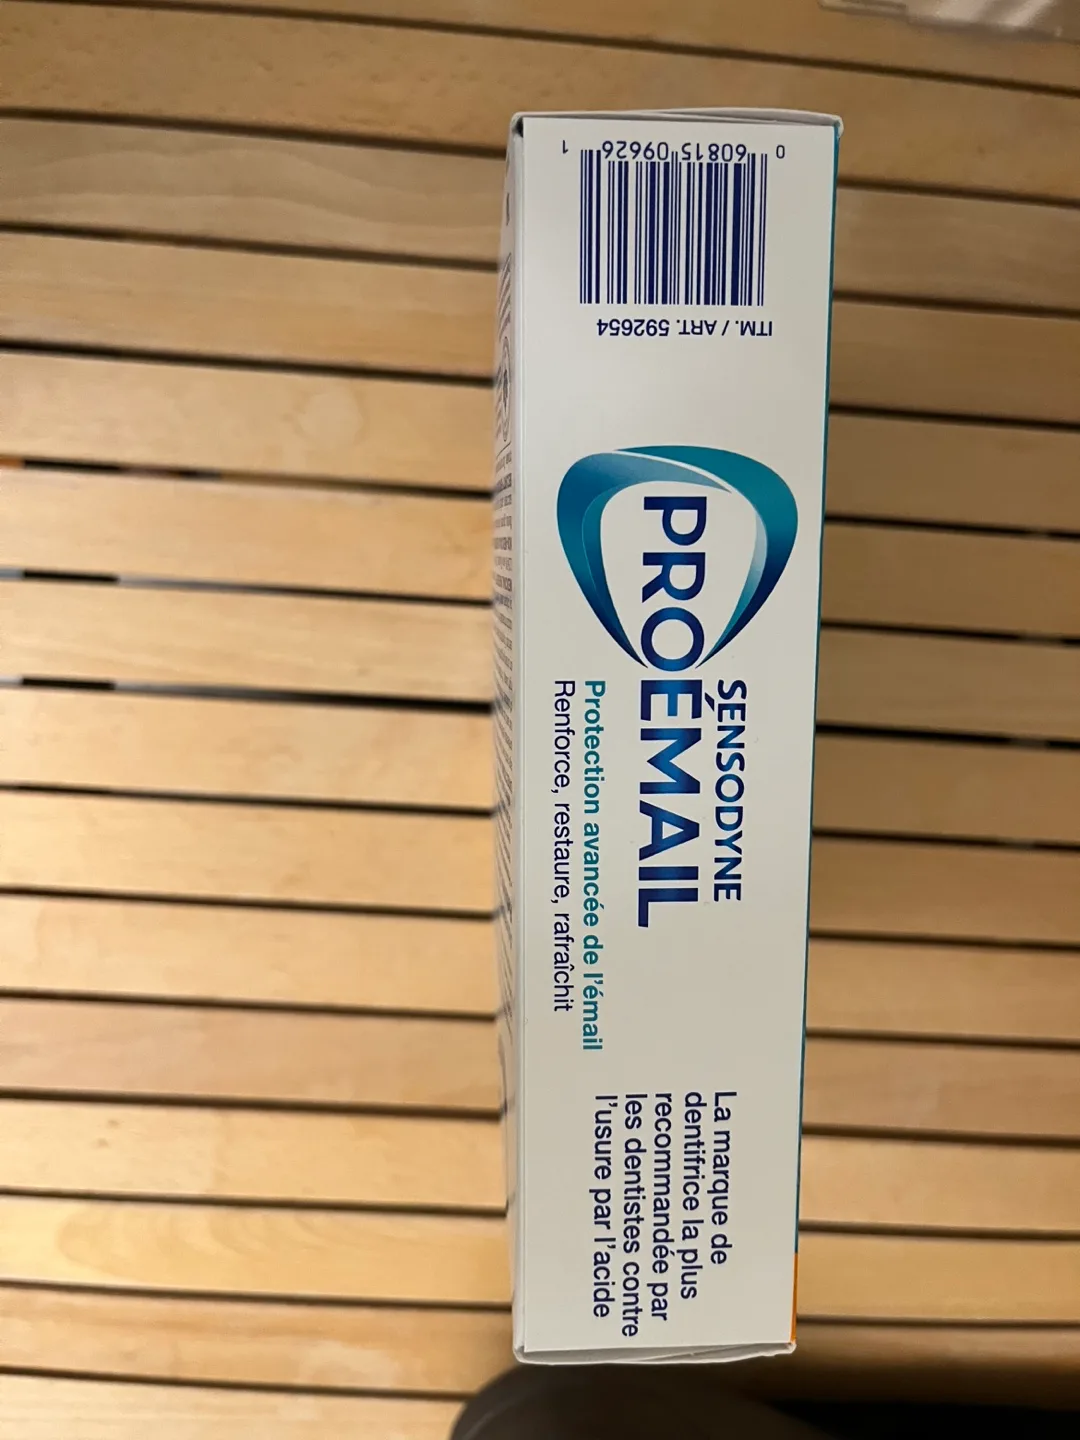 SENSODYNE
PROÉMAIL
Protection avancée de l'émail
Renforce, restaure, rafraîchit
La marque de
dentifrice la plus
recommandée par
les dentistes contre
l'usure par l'acide
ITM. / ART. 592654
0 60815 09626 1